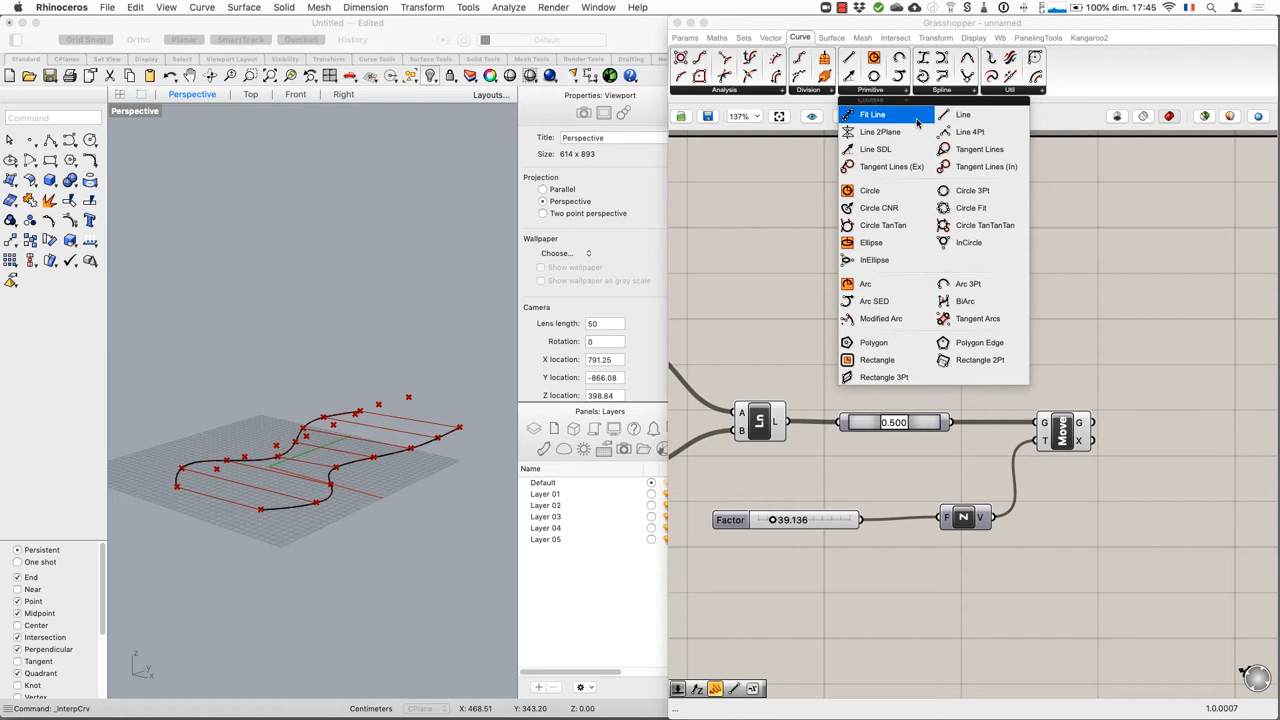 Rhinoceros File Edit View Curve Surface Solid Mesh Dimension Transform Tools Analyze Render Window Help 100% dim. 17:45
Untitled — Edited
Grid Snap Ortho Planar SmartTrack Gumball History Default
Standard CPlanes Set View Display Select Viewport Layout Visibility Transform Curve Tools Surface Tools Solid Tools Mesh Tools Render Tools Drafting
Perspective Top Front Right Layouts...
Perspective
Command
End
Near
Point
Midpoint
Center
Intersection
Perpendicular
Tangent
Quadrant
Knot
Vertex
Persistent
One shot
z
y
x
Properties: Viewport
Title: Perspective
Size: 614 x 893
Projection
Parallel
Perspective
Two point perspective
Wallpaper
Choose...
Show wallpaper
Show wallpaper as gray scale
Camera
Lens length: 50
Rotation: 0
X location: 791.25
Y location: -866.08
Z location: 398.84
Panels: Layers
Name
Default
Layer 01
Layer 02
Layer 03
Layer 04
Layer 05
Command: _InterpCrv Centimeters CPlane X: 468.51 Y: 343.20 Z: 0.00
Grasshopper - unnamed
Params Maths Sets Vector Curve Surface Mesh Intersect Transform Display Wb PanelingTools Kangaroo2
Analysis Division Primitive Spline Util
137%
Fit Line Line
Line 2Plane Line 4Pt
Line SDL Tangent Lines
Tangent Lines (Ex) Tangent Lines (In)
Circle Circle 3Pt
Circle CNR Circle Fit
Circle TanTan Circle TanTanTan
Ellipse InCircle
InEllipse
Arc Arc 3Pt
Arc SED BiArc
Modified Arc Tangent Arcs
Polygon Polygon Edge
Rectangle Rectangle 2Pt
Rectangle 3Pt
A B Ln L
0.500
G T Move G X
Factor 39.136
F Z V
... 1.0.0007